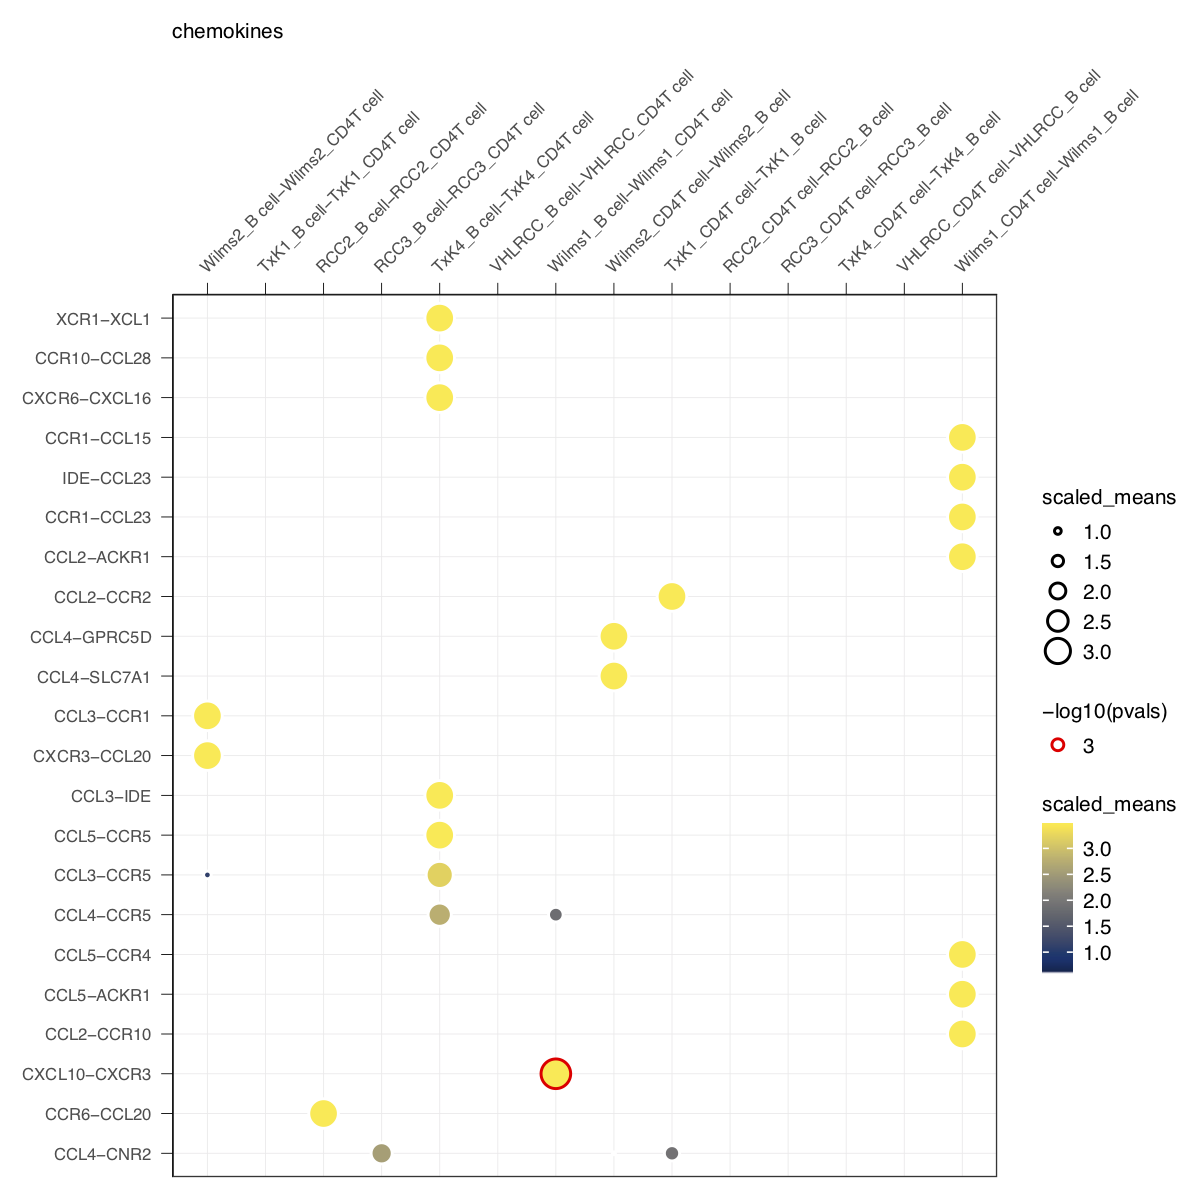 chemokines
Wilms2_B cell−Wilms2_CD4T cell
TxK1_B cell−TxK1_CD4T cell
RCC2_B cell−RCC2_CD4T cell
RCC3_B cell−RCC3_CD4T cell
TxK4_B cell−TxK4_CD4T cell
VHLRCC_B cell−VHLRCC_CD4T cell
Wilms1_B cell−Wilms1_CD4T cell
Wilms2_CD4T cell−Wilms2_B cell
TxK1_CD4T cell−TxK1_B cell
RCC2_CD4T cell−RCC2_B cell
RCC3_CD4T cell−RCC3_B cell
TxK4_CD4T cell−TxK4_B cell
VHLRCC_CD4T cell−VHLRCC_B cell
Wilms1_CD4T cell−Wilms1_B cell
XCR1−XCL1
CCR10−CCL28
CXCR6−CXCL16
CCR1−CCL15
IDE−CCL23
CCR1−CCL23
CCL2−ACKR1
CCL2−CCR2
CCL4−GPRC5D
CCL4−SLC7A1
CCL3−CCR1
CXCR3−CCL20
CCL3−IDE
CCL5−CCR5
CCL3−CCR5
CCL4−CCR5
CCL5−CCR4
CCL5−ACKR1
CCL2−CCR10
CXCL10−CXCR3
CCR6−CCL20
CCL4−CNR2
scaled_means
1.0
1.5
2.0
2.5
3.0
−log10(pvals)
3
scaled_means
3.0
2.5
2.0
1.5
1.0